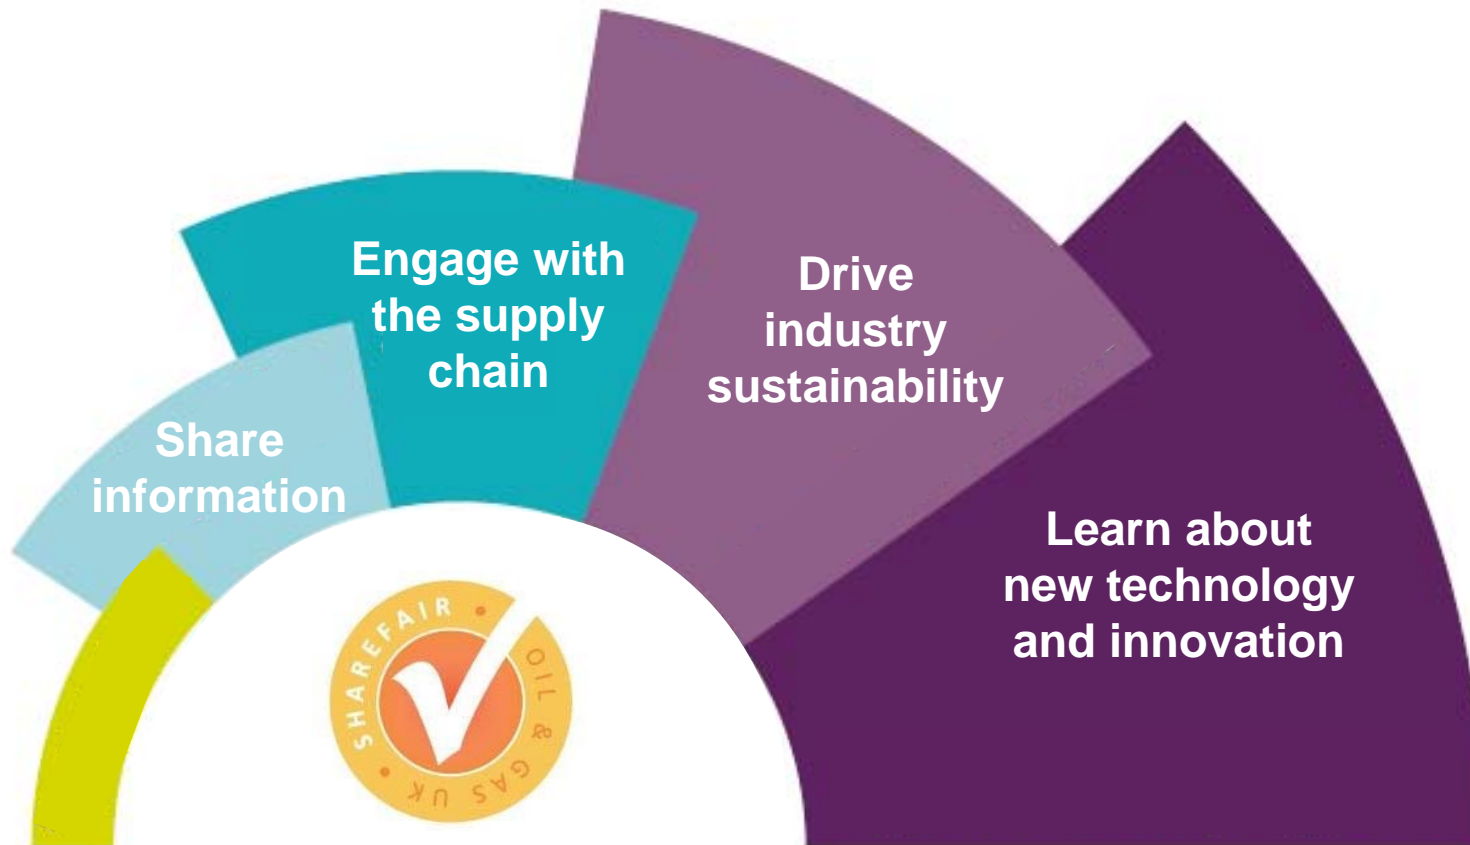 Engage with
the supply
chain
Drive
industry
sustainability
Share
information
Learn about
new technology
and innovation
SHAREFAIR
OIL & GAS UK